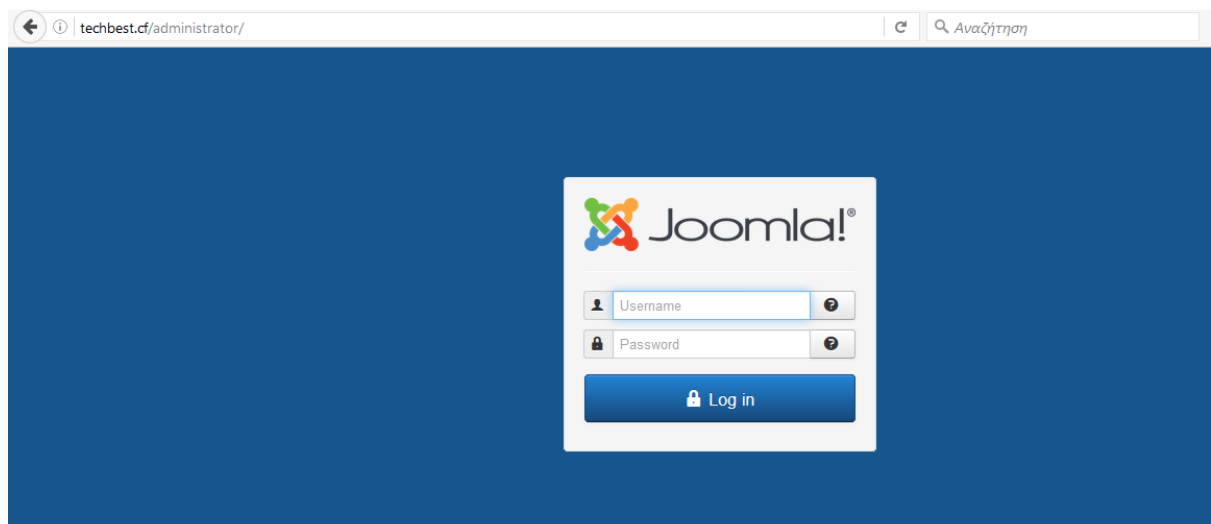 techbest.cf/administrator/
Αναζήτηση
Joomla!®
Username
Password
Log in